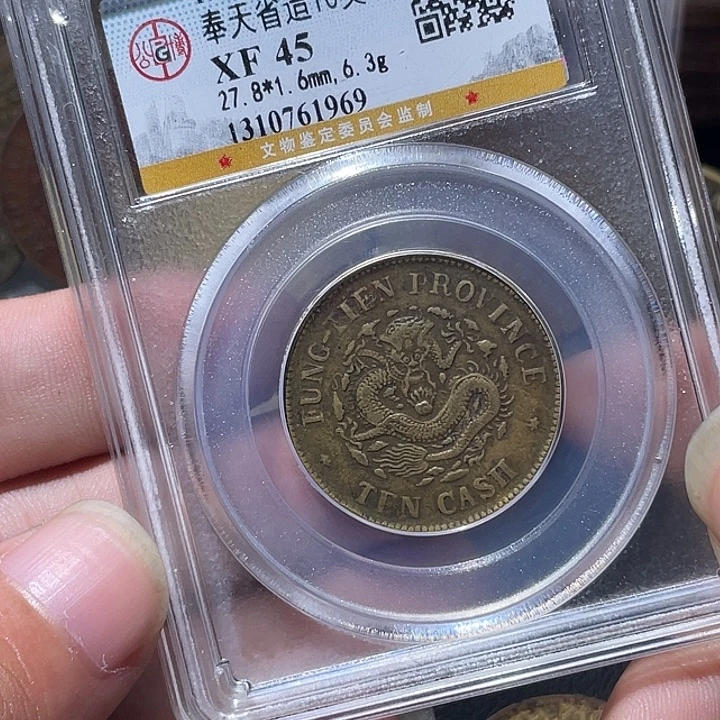 奉天省造10文
XF 45
27.8*1.6mm, 6.3g
1310761969
文物鉴定委员会监制
FUNG-TIEN PROVINCE
TEN CASH